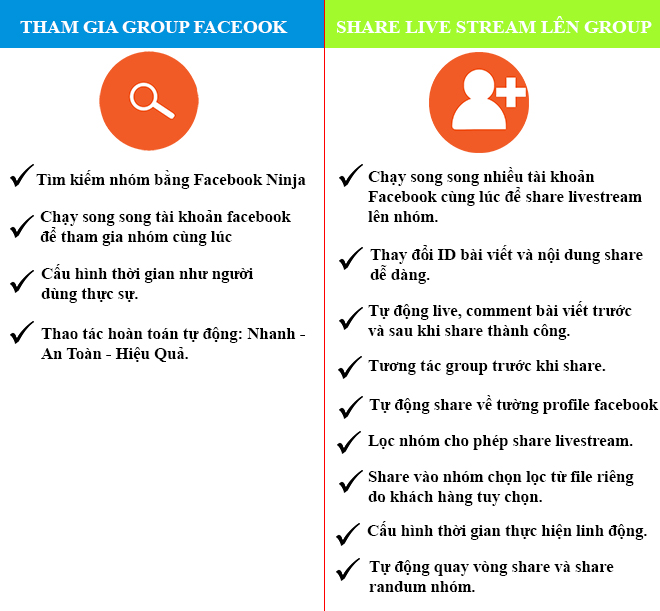 THAM GIA GROUP FACEOOK
Tìm kiếm nhóm bằng Facebook Ninja
Chạy song song tài khoản facebook
để tham gia nhóm cùng lúc
Cấu hình thời gian như người
dùng thực sự.
Thao tác hoàn toán tự động: Nhanh -
An Toàn - Hiệu Quả.
SHARE LIVE STREAM LÊN GROUP
Chạy song song nhiều tài khoản
Facebook cùng lúc để share livestream
lên nhóm.
Thay đổi ID bài viết và nội dung share
dễ dàng.
Tự động live, comment bài viết trước
và sau khi share thành công.
Tương tác group trước khi share.
Tự động share về tường profile facebook
Lọc nhóm cho phép share livestream.
Share vào nhóm chọn lọc từ file riêng
do khách hàng tuy chọn.
Cấu hình thời gian thực hiện linh động.
Tự động quay vòng share và share
randum nhóm.